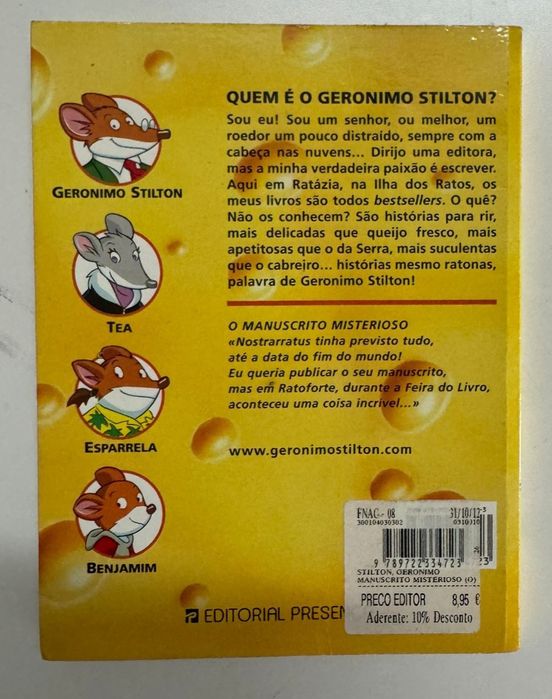 QUEM É O GERONIMO STILTON?
Sou eu! Sou um senhor, ou melhor, um
roedor um pouco distraído, sempre com a
cabeça nas nuvens... Dirijo uma editora,
mas a minha verdadeira paixão é escrever.
Aqui em Ratázia, na Ilha dos Ratos, os
meus livros são todos bestsellers. O quê?
Não os conhecem? São histórias para rir,
mais delicadas que queijo fresco, mais
apetitosas que o da Serra, mais suculentas
que o cabreiro... histórias mesmo ratonas,
palavra de Geronimo Stilton!
GERONIMO STILTON
TEA
ESPARRELA
BENJAMIM
O MANUSCRITO MISTERIOSO
«Nostrarratus tinha previsto tudo,
até a data do fim do mundo!
Eu queria publicar o seu manuscrito,
mas em Ratoforte, durante a Feira do Livro,
aconteceu uma coisa incrível...»
www.geronimostilton.com
FNAC - 08
300104030302
9 789722 334723
STILTON, GERONIMO
MANUSCRITO MISTERIOSO (O)
PRECO EDITOR 8,95 €
Aderente: 10% Desconto
EDITORIAL PRESEN